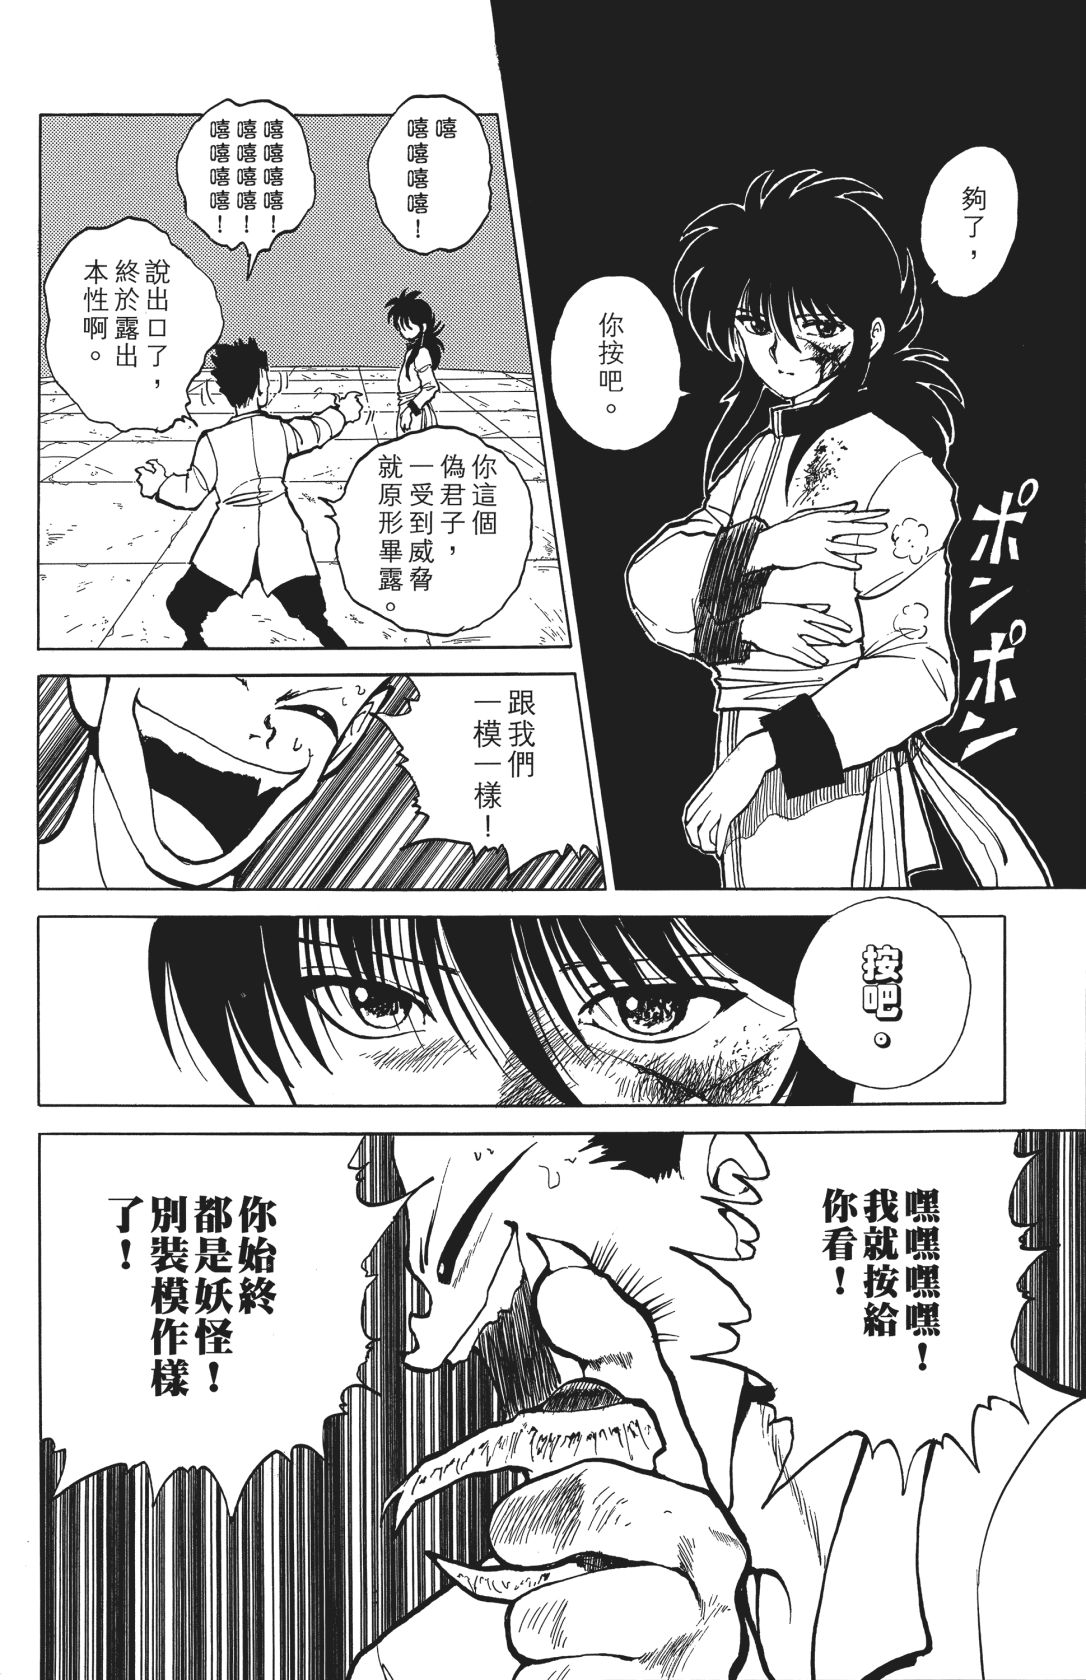 夠了，
你按吧。
ポンポン
嘻
嘻嘻嘻嘻！
嘻嘻嘻嘻！
嘻嘻嘻嘻！
嘻嘻嘻嘻！
說出口了，
終於露出
本性啊。
你這個
偽君子，
一受到威脅
就原形畢露。
跟我們
一模一樣！
按吧。
嘿嘿嘿嘿！
我就按給
你看！
你始終
都是妖怪！
別裝模作樣
了！